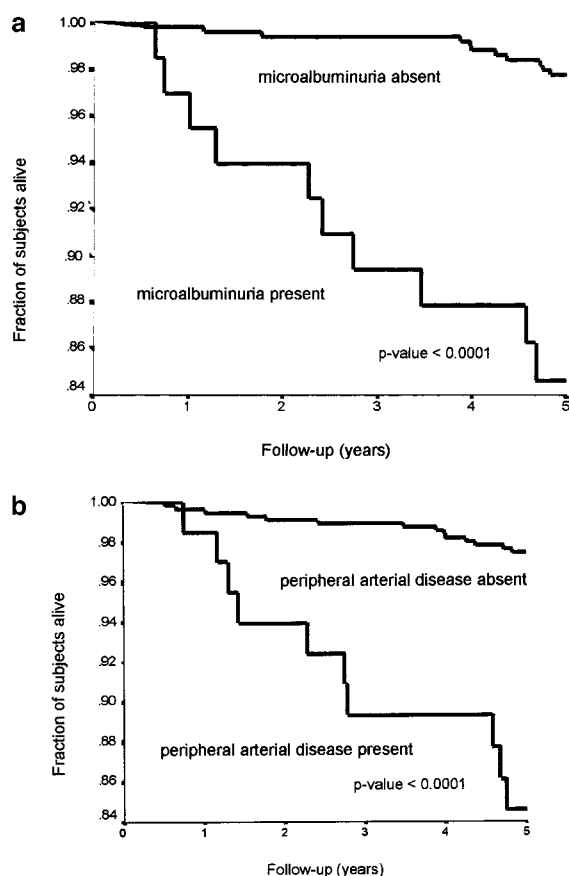 a
1.00
.98
.96
.94
.92
.90
.88
.86
.84
0 1 2 3 4 5
Fraction of subjects alive
microalbuminuria absent
microalbuminuria present
p-value < 0.0001
Follow-up (years)
b
1.00
.98
.96
.94
.92
.90
.88
.86
.84
0 1 2 3 4 5
Fraction of subjects alive
peripheral arterial disease absent
peripheral arterial disease present
p-value < 0.0001
Follow-up (years)